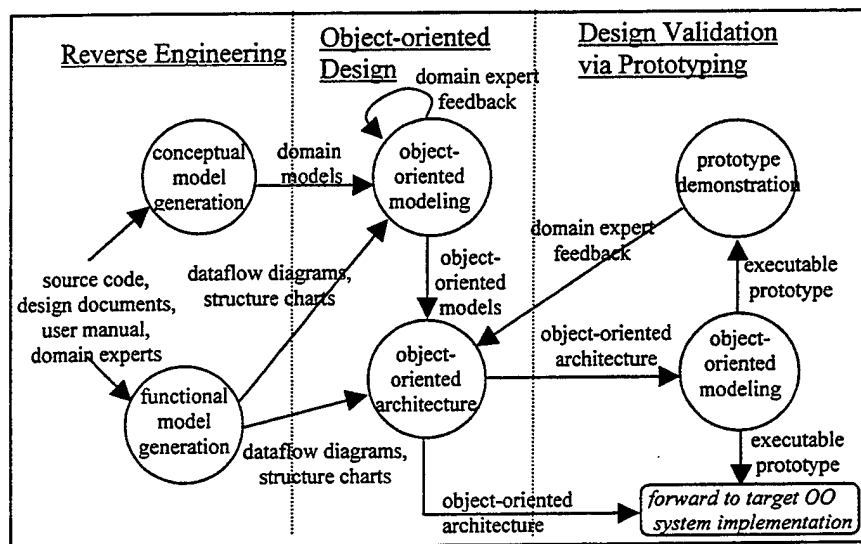 Reverse Engineering
Object-oriented
Design
Design Validation
via Prototyping
domain expert
feedback
conceptual
model
generation
domain
models
object-
oriented
modeling
prototype
demonstration
source code,
design documents,
user manual,
domain experts
dataflow diagrams,
structure charts
object-
oriented
models
domain expert
feedback
executable
prototype
functional
model
generation
object-
oriented
architecture
object-oriented
architecture
object-
oriented
modeling
dataflow diagrams,
structure charts
executable
prototype
object-oriented
architecture
forward to target OO
system implementation